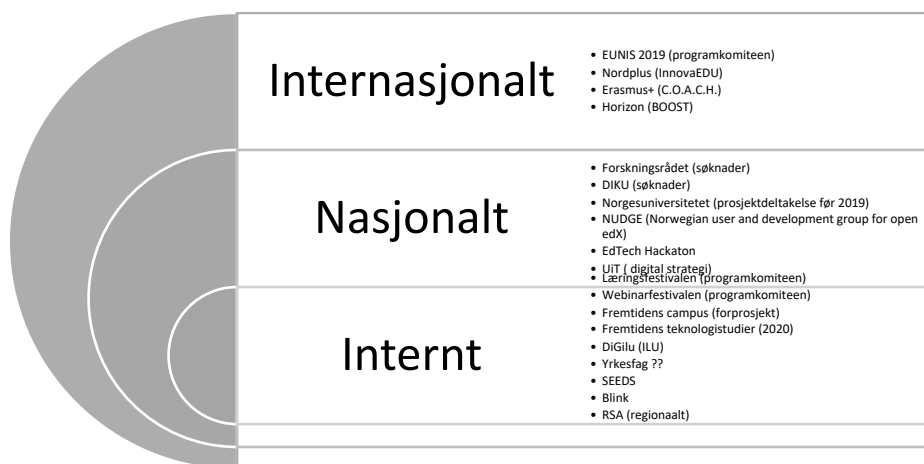 Internasjonalt
• EUNIS 2019 (programkomiteen)
• Nordplus (InnovaEDU)
• Erasmus+ (C.O.A.C.H.)
• Horizon (BOOST)
Nasjonalt
• Forskningsrådet (søknader)
• DIKU (søknader)
• Norgesuniversitetet (prosjektdeltakelse før 2019)
• NUDGE (Norwegian user and development group for open
edX)
• EdTech Hackaton
• UiT ( digital strategi)
Internt
• Læringsfestivalen (programkomiteen)
• Webinarfestivalen (programkomiteen)
• Fremtidens campus (forprosjekt)
• Fremtidens teknologistudier (2020)
• DiGilu (ILU)
• Yrkesfag ??
• SEEDS
• Blink
• RSA (regionaalt)